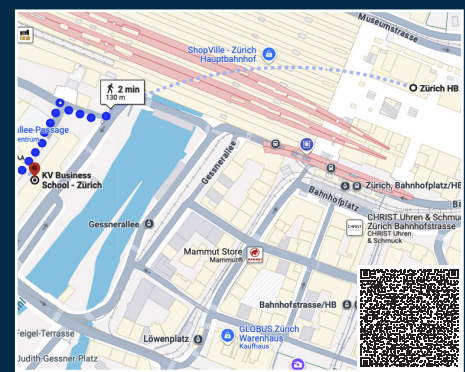 Museumstrasse
ShopVille - Zürich
Hauptbahnhof
2 min
130 m
Zürich HB
allee-Passage
KV Business
School - Zürich
Gessnerallee
Zürich, Bahnhofplatz/HB
Bahnhofplatz
CHRIST Uhren & Schmu
Zürich Bahnhofstrasse
CHRIST Uhren
& Schmuck
CHRIST
Gessnerallee
Mammut Store
Mammut®
Bahnhofstrasse/HB
GLOBUS Zürich
Warenhaus
Kaufhaus
Löwenplatz
Feigel-Terrasse
Judith-Gessner-Platz